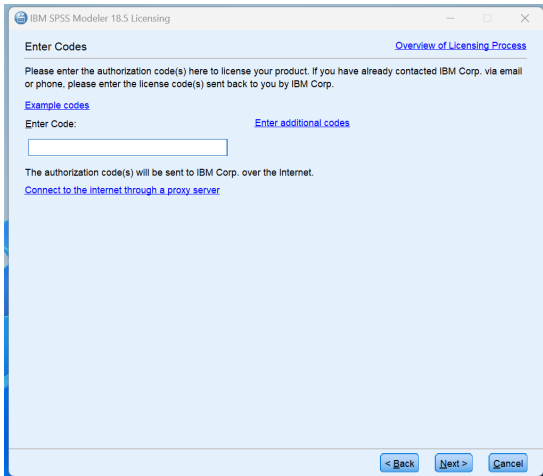 IBM SPSS Modeler 18.5 Licensing
Enter Codes
Overview of Licensing Process
Please enter the authorization code(s) here to license your product. If you have already contacted IBM Corp. via email
or phone, please enter the license code(s) sent back to you by IBM Corp.
Example codes
Enter Code:
Enter additional codes
The authorization code(s) will be sent to IBM Corp. over the Internet.
Connect to the internet through a proxy server
< Back
Next >
Cancel